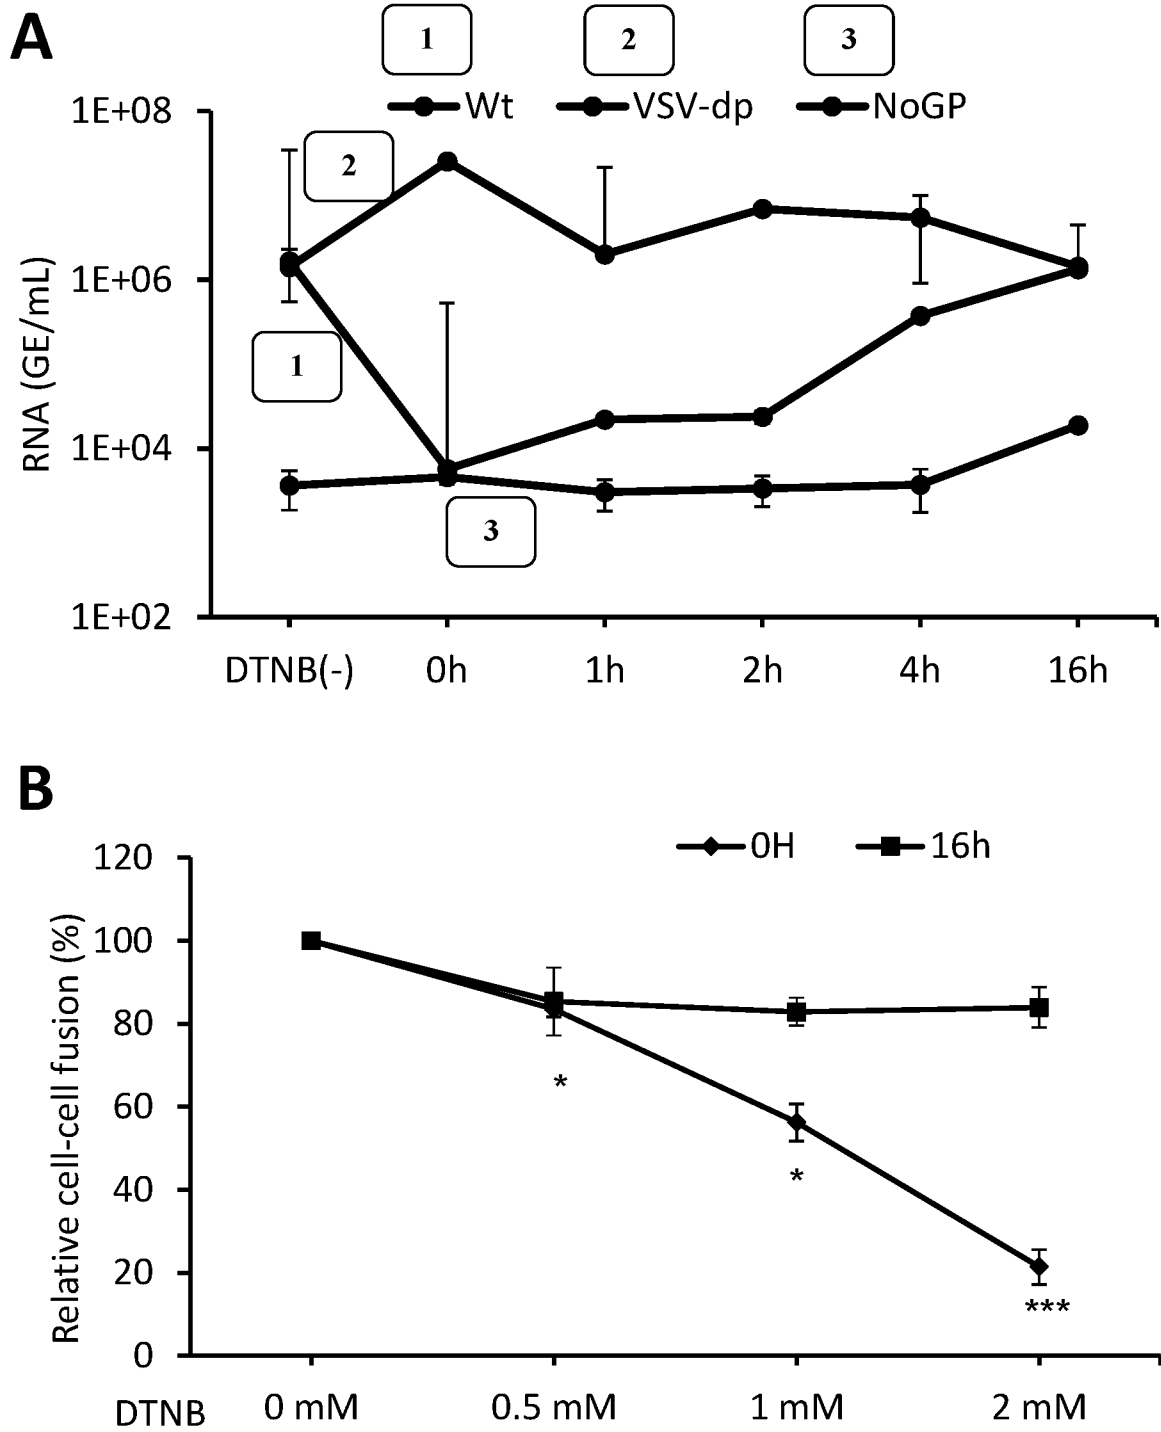 A
1 2 3
Wt VSV-dp NoGP
1E+08
1E+06
1E+04
1E+02
RNA (GE/mL)
2
1
3
DTNB(-) 0h 1h 2h 4h 16h
B
0H 16h
120
100
80
60
40
20
0
Relative cell-cell fusion (%)
*
*
***
DTNB 0 mM 0.5 mM 1 mM 2 mM